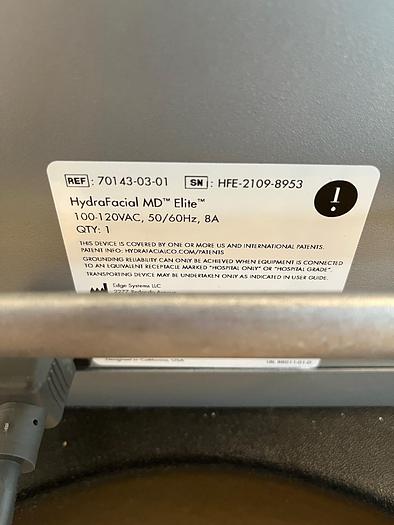 REF: 70143-03-01 SN: HFE-2109-8953
HydraFacial MD™ Elite™
100-120VAC, 50/60Hz, 8A
QTY: 1
THIS DEVICE IS COVERED BY ONE OR MORE US AND INTERNATIONAL PATENTS.
PATENT INFO: HYDRAFACIALCO.COM/PATENTS
GROUNDING RELIABILITY CAN ONLY BE ACHIEVED WHEN EQUIPMENT IS CONNECTED
TO AN EQUIVALENT RECEPTACLE MARKED "HOSPITAL ONLY" OR "HOSPITAL GRADE".
TRANSPORTING DEVICE MAY BE UNDERTAKEN ONLY AS INDICATED IN USER GUIDE.
Edge Systems LLC
2277
Designed in California, USA